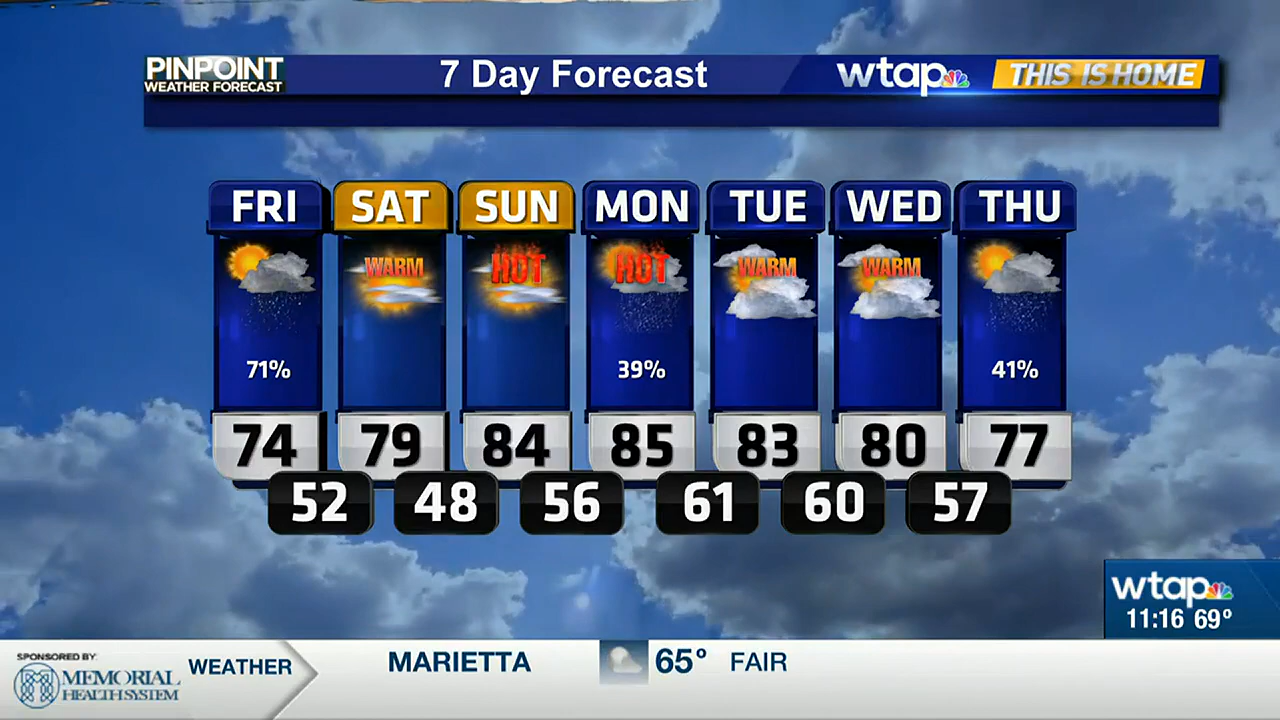 PINPOINT
WEATHER FORECAST
7 Day Forecast
wtap
THIS IS HOME
FRI SAT SUN MON TUE WED THU
WARM HOT HOT WARM WARM
71% 39% 41%
74 79 84 85 83 80 77
52 48 56 61 60 57
wtap
11:16 69º
SPONSORED BY:
MEMORIAL
HEALTH SYSTEM
WEATHER
MARIETTA 65º FAIR